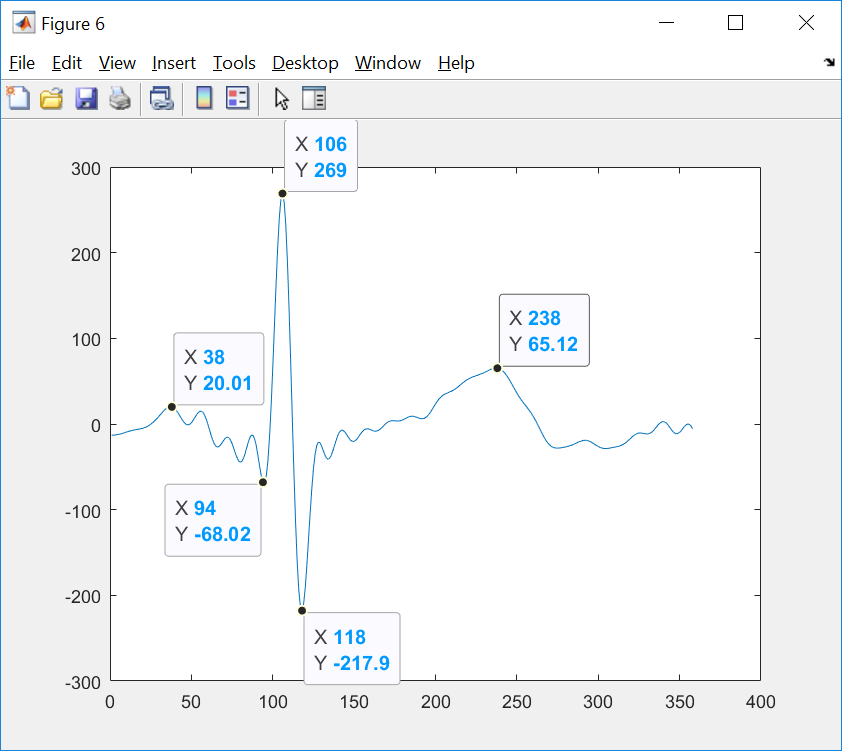 Figure 6
File Edit View Insert Tools Desktop Window Help
X 106
Y 269
300
200
X 238
Y 65.12
100
X 38
Y 20.01
0
X 94
Y -68.02
-100
-200
X 118
Y -217.9
-300
0 50 100 150 200 250 300 350 400